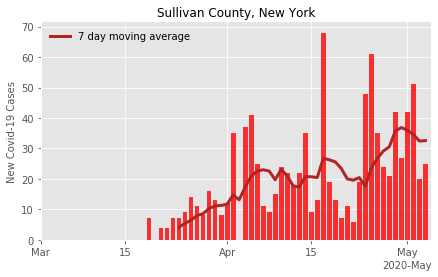 Sullivan County, New York
7 day moving average
New Covid-19 Cases
70
60
50
40
30
20
10
0
Mar
15
Apr
15
May
2020-May